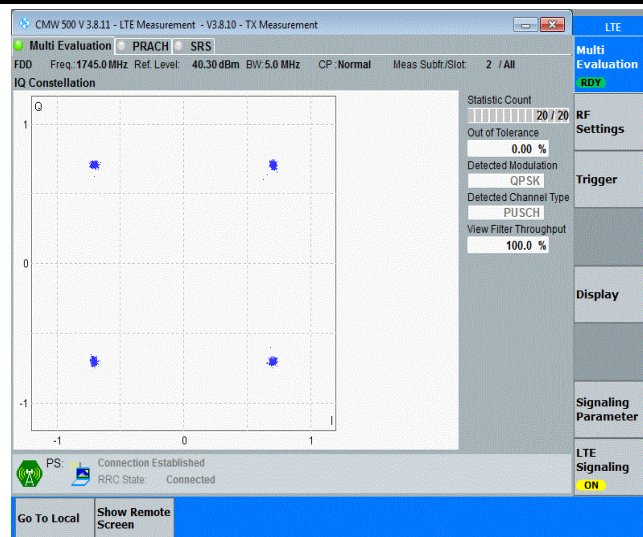 CMW 500 V 3.8.11 - LTE Measurement - V3.8.10 - TX Measurement
LTE
Multi Evaluation PRACH SRS
FDD Freq.:1745.0 MHz Ref. Level: 40.30 dBm BW:5.0 MHz CP :Normal Meas Subfr./Slot: 2 / All
IQ Constellation
Q
1
0
-1
I
-1 0 1
Statistic Count
20 / 20
Out of Tolerance
0.00 %
Detected Modulation
QPSK
Detected Channel Type
PUSCH
View Filter Throughput
100.0 %
Multi
Evaluation
RDY
RF
Settings
Trigger
Display
Signaling
Parameter
LTE
Signaling
ON
PS: Connection Established
RRC State: Connected
Go To Local
Show Remote
Screen